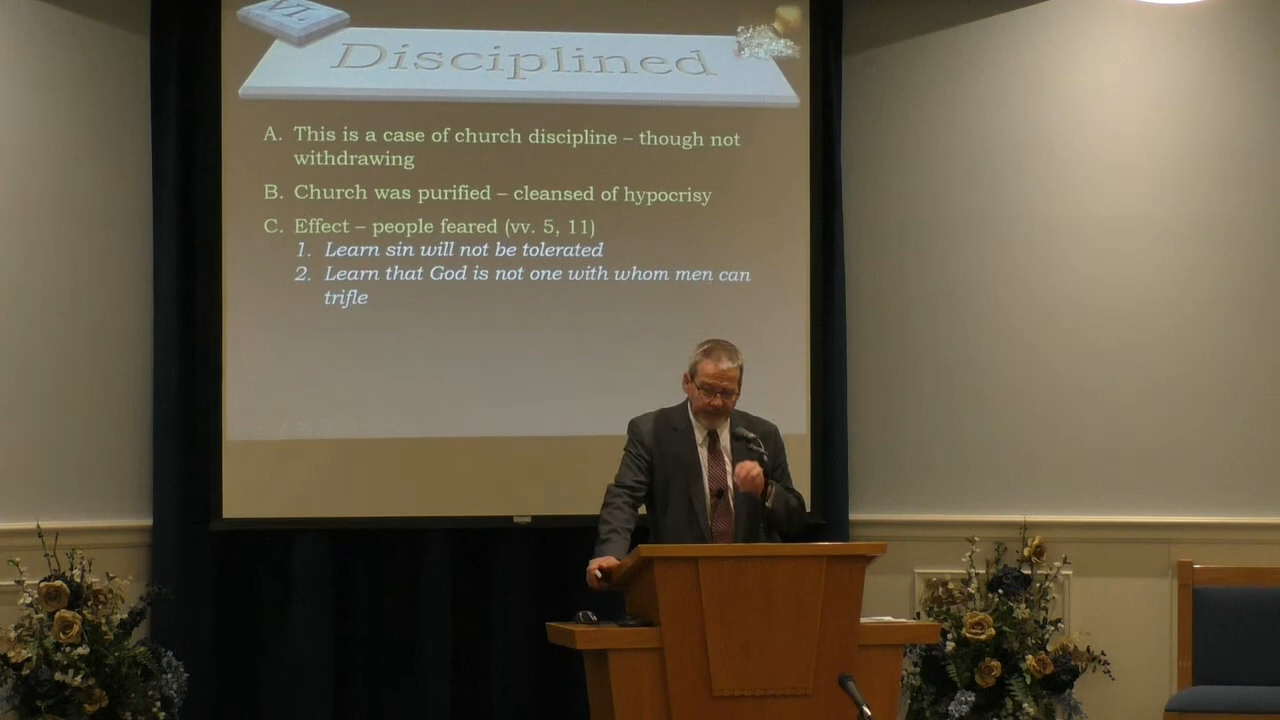 VI.
Disciplined
A. This is a case of church discipline – though not
withdrawing
B. Church was purified – cleansed of hypocrisy
C. Effect – people feared (vv. 5, 11)
1. Learn sin will not be tolerated
2. Learn that God is not one with whom men can
trifle